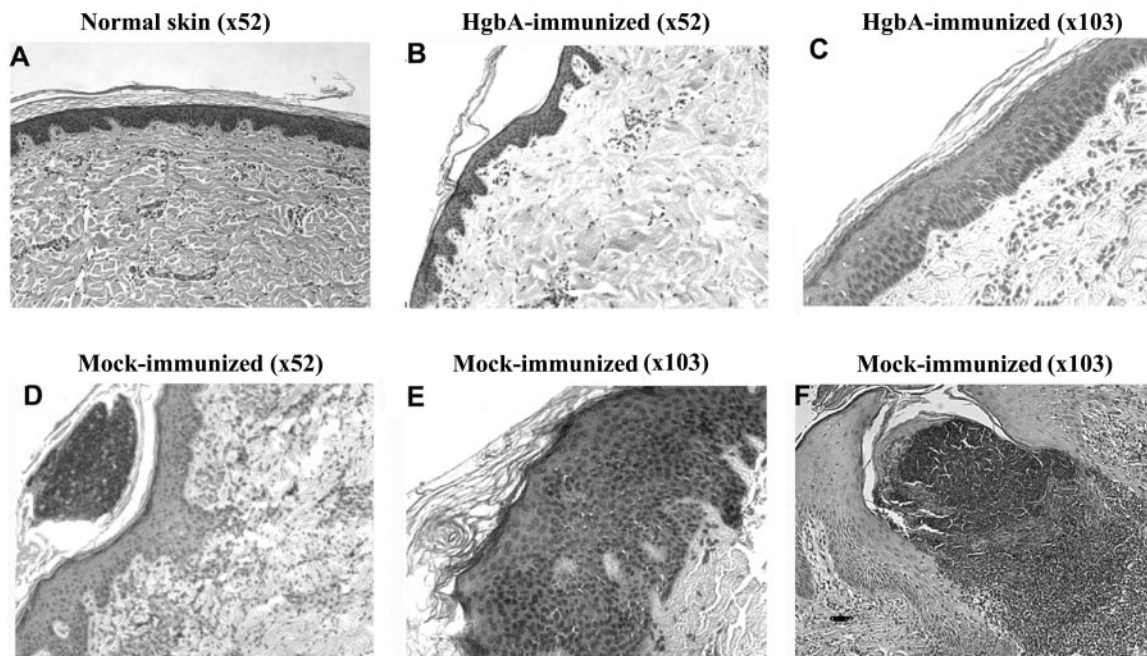 Normal skin (x52)
HgbA-immunized (x52)
HgbA-immunized (x103)
A
B
C
Mock-immunized (x52)
Mock-immunized (x103)
Mock-immunized (x103)
D
E
F